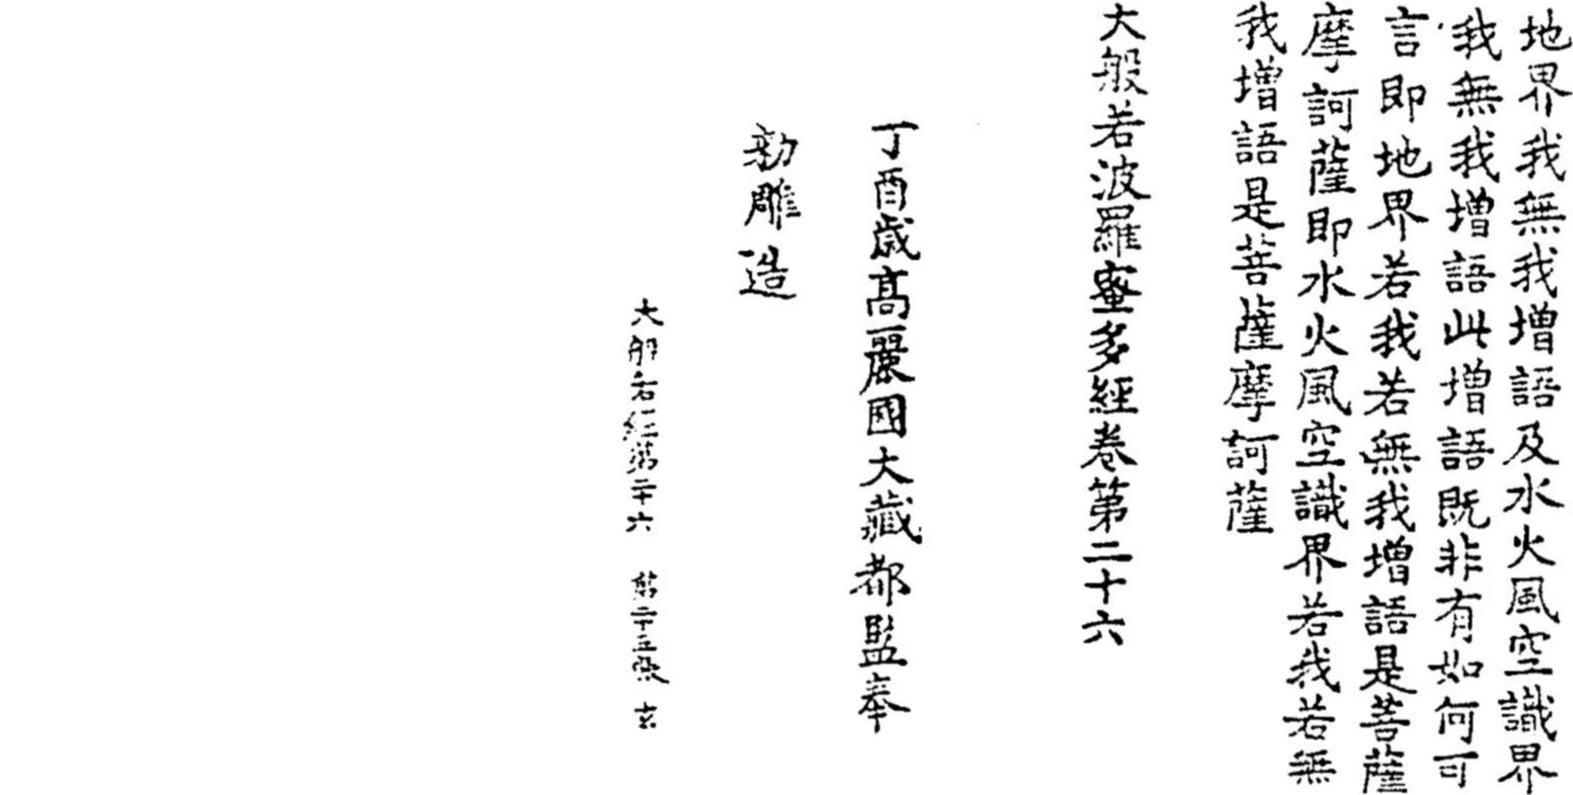 地界我無我增語及水火風空識界
我無我增語此增語既非有如何可
言即地界若我若無我增語是菩薩
摩訶薩即水火風空識界若我若無
我增語是菩薩摩訶薩
大般若波羅蜜多經卷第二十六
丁酉歲高麗國大藏都監奉
勅雕造
大般若經第二十六 第二十五張 玄